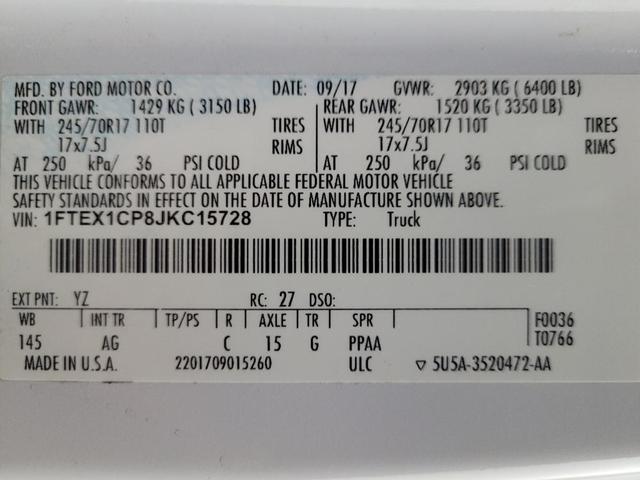 MFD. BY FORD MOTOR CO. DATE: 09/17 GVWR: 2903 KG ( 6400 LB)
FRONT GAWR: 1429 KG ( 3150 LB) REAR GAWR: 1520 KG ( 3350 LB)
WITH 245/70R17 110T TIRES WITH 245/70R17 110T TIRES
17x7.5J RIMS 17x7.5J RIMS
AT 250 kPa/ 36 PSI COLD AT 250 kPa/ 36 PSI COLD
THIS VEHICLE CONFORMS TO ALL APPLICABLE FEDERAL MOTOR VEHICLE
SAFETY STANDARDS IN EFFECT ON THE DATE OF MANUFACTURE SHOWN ABOVE.
VIN: 1FTEX1CP8JKC15728 TYPE: Truck
EXT PNT: YZ RC: 27 DSO:
WB INT TR TP/PS R AXLE TR SPR F0036
145 AG C 15 G PPAA T0766
MADE IN U.S.A. 2201709015260 ULC ▽ 5U5A-3520472-AA